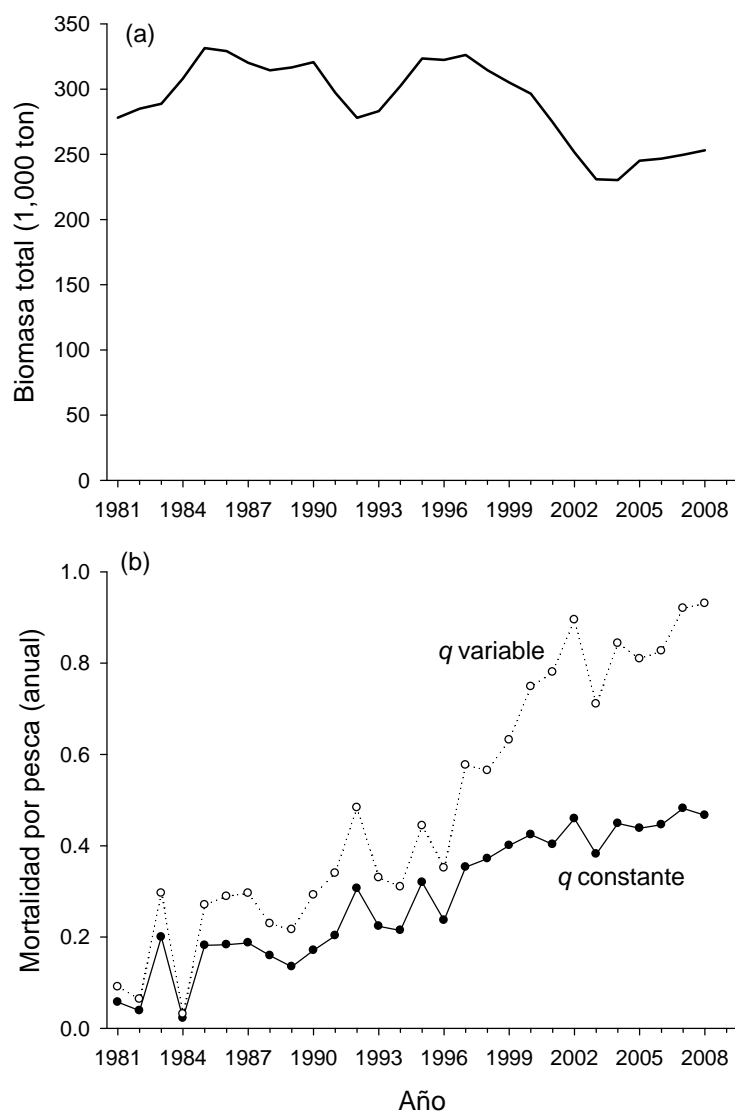 (a)
Biomasa total (1,000 ton)
350
300
250
200
150
100
50
0
1981 1984 1987 1990 1993 1996 1999 2002 2005 2008
(b)
Mortalidad por pesca (anual)
1.0
0.8
0.6
0.4
0.2
0.0
q variable
q constante
1981 1984 1987 1990 1993 1996 1999 2002 2005 2008
Año